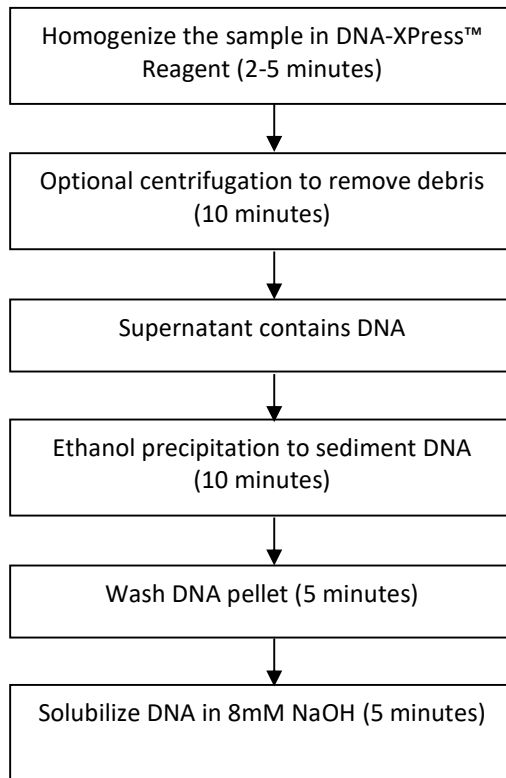 Homogenize the sample in DNA-XPress™
Reagent (2-5 minutes)
Optional centrifugation to remove debris
(10 minutes)
Supernatant contains DNA
Ethanol precipitation to sediment DNA
(10 minutes)
Wash DNA pellet (5 minutes)
Solubilize DNA in 8mM NaOH (5 minutes)